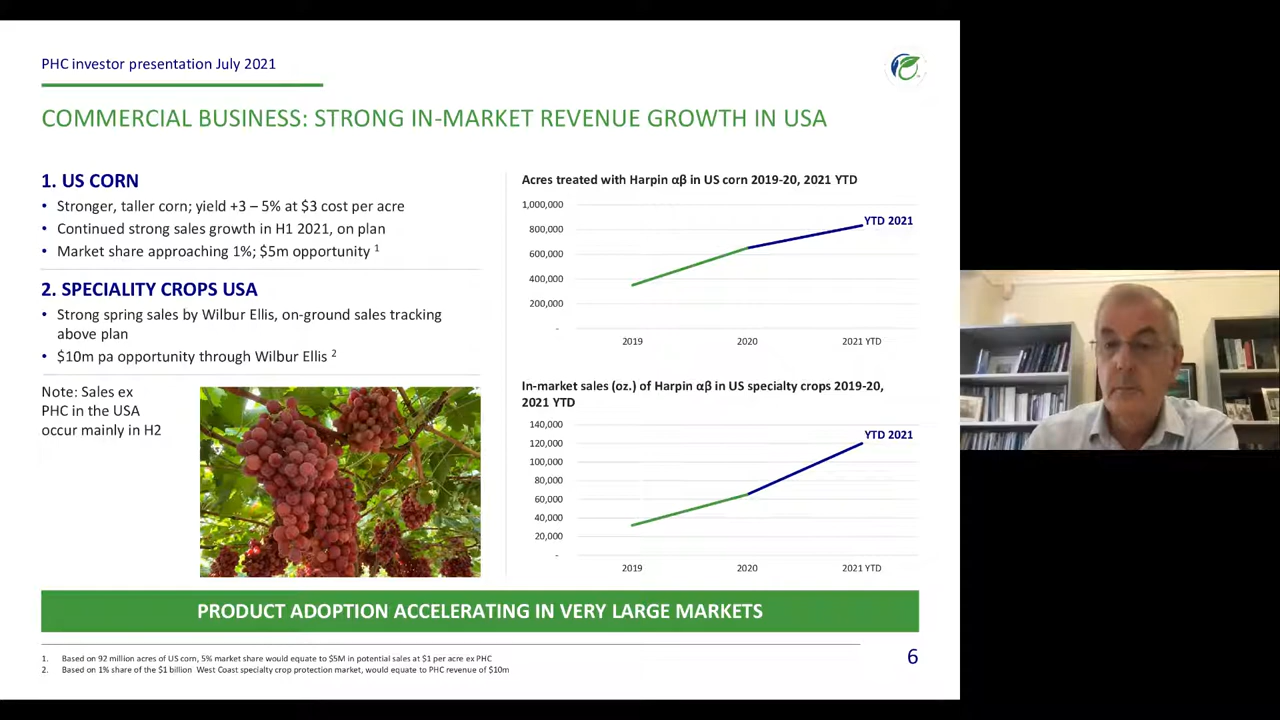 PHC investor presentation July 2021
COMMERCIAL BUSINESS: STRONG IN-MARKET REVENUE GROWTH IN USA
1. US CORN
• Stronger, taller corn; yield +3 – 5% at $3 cost per acre
• Continued strong sales growth in H1 2021, on plan
• Market share approaching 1%; $5m opportunity 1
2. SPECIALITY CROPS USA
• Strong spring sales by Wilbur Ellis, on-ground sales tracking
above plan
• $10m pa opportunity through Wilbur Ellis 2
Note: Sales ex
PHC in the USA
occur mainly in H2
Acres treated with Harpin αβ in US corn 2019-20, 2021 YTD
1,000,000
800,000
600,000
400,000
200,000
-
YTD 2021
2019 2020 2021 YTD
In-market sales (oz.) of Harpin αβ in US specialty crops 2019-20,
2021 YTD
140,000
120,000
100,000
80,000
60,000
40,000
20,000
-
YTD 2021
2019 2020 2021 YTD
PRODUCT ADOPTION ACCELERATING IN VERY LARGE MARKETS
1. Based on 92 million acres of US corn, 5% market share would equate to $5M in potential sales at $1 per acre ex PHC
2. Based on 1% share of the $1 billion West Coast specialty crop protection market, would equate to PHC revenue of $10m
6